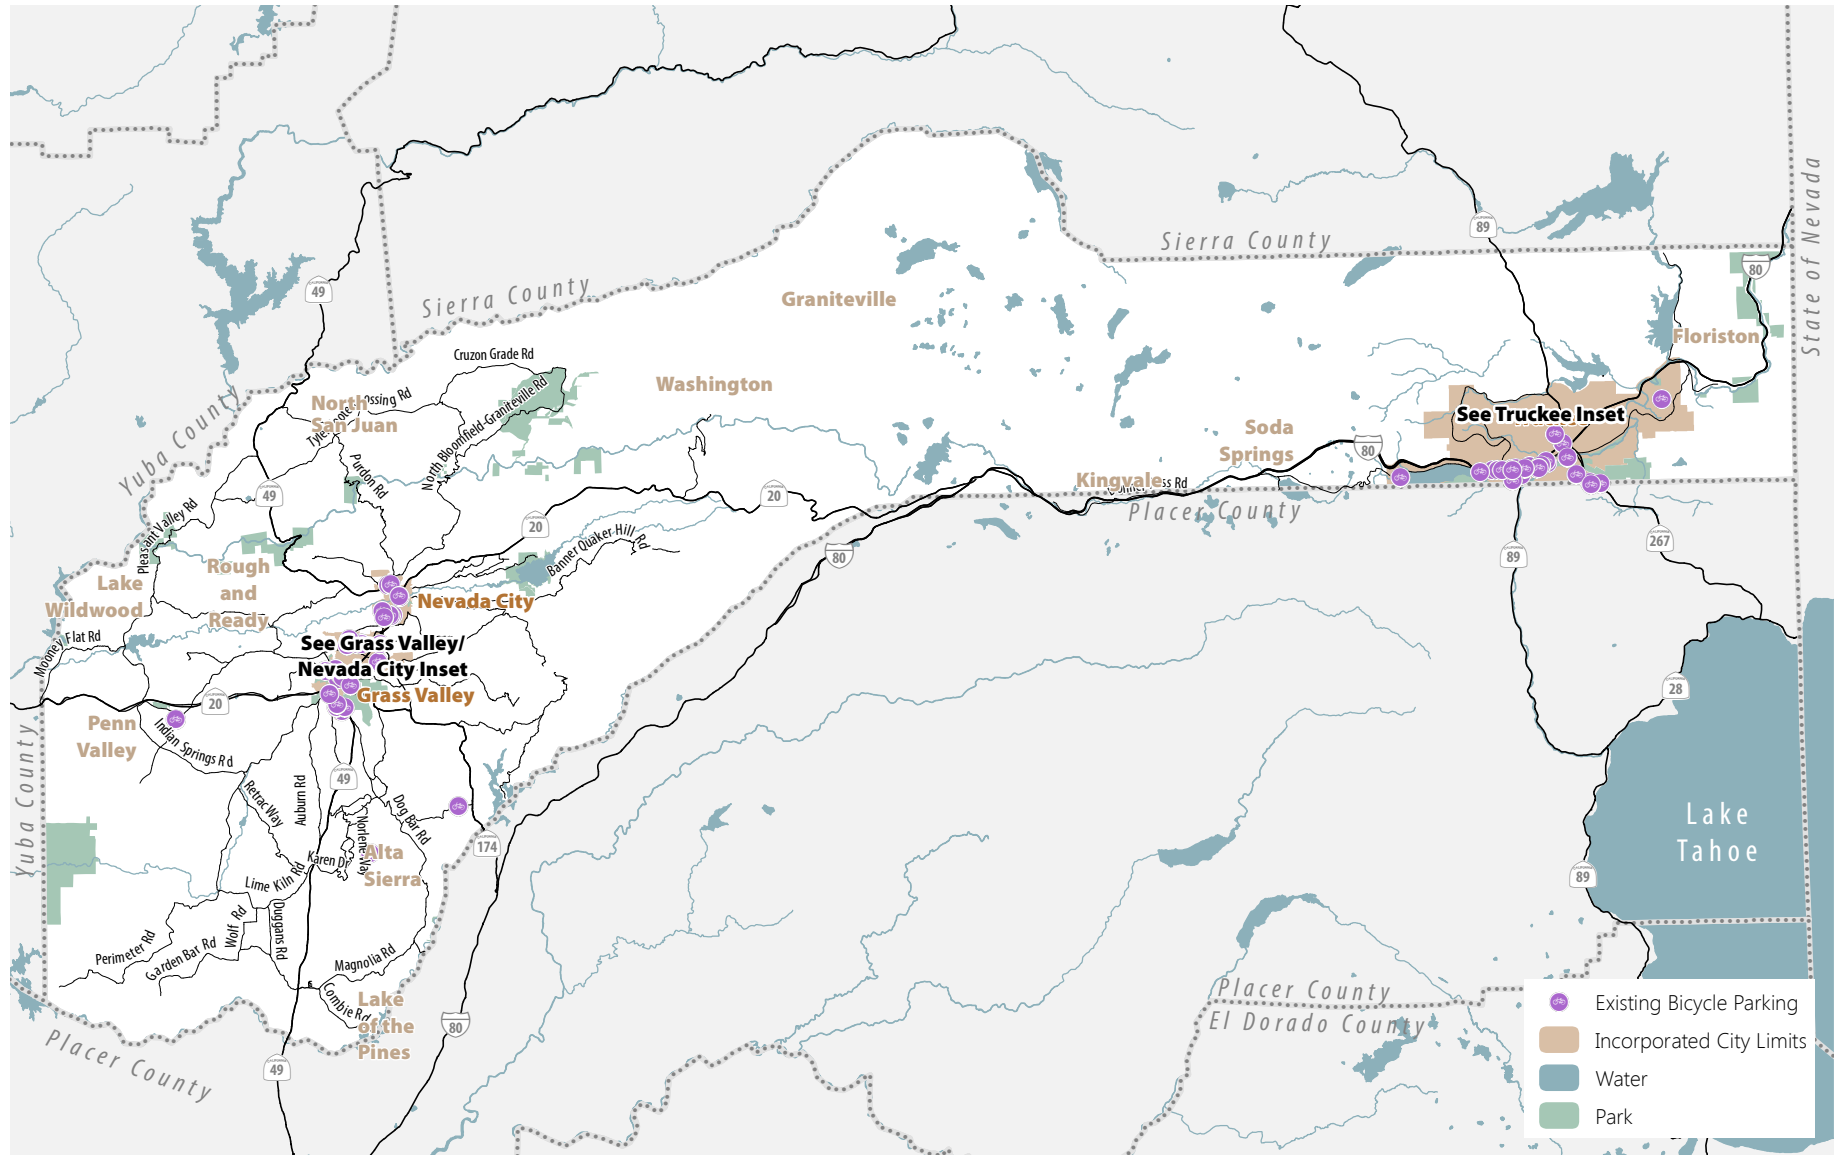 Sierra County
State of Nevada
89
80
49
Sierra County
Graniteville
Floriston
Cruzon Grade Rd
Washington
North
San Juan
North Bloomfield-Graniteville Rd
Yuba County
See Truckee Inset
Soda
Springs
80
Purdon Rd
49
20
Kingvale
Placer County
Pleasant Valley Rd
20
Banner Quaker Hill Rd
80
89
267
Rough
and
Ready
Lake
Wildwood
Nevada City
Mooney Flat Rd
See Grass Valley/
Nevada City Inset
Grass Valley
20
28
Penn
Valley
Indian Springs Rd
Yuba County
49
Retrac Way
Auburn Rd
Dog Bar Rd
174
Karen Dr
Alta
Sierra
Lime Kiln Rd
Lake
Tahoe
89
Wolf Rd
Duggans Rd
Perimeter Rd
Garden Bar Rd
Magnolia Rd
Combie Rd
Lake
of the
Pines
80
49
Placer County
Placer County
El Dorado County
Existing Bicycle Parking
Incorporated City Limits
Water
Park